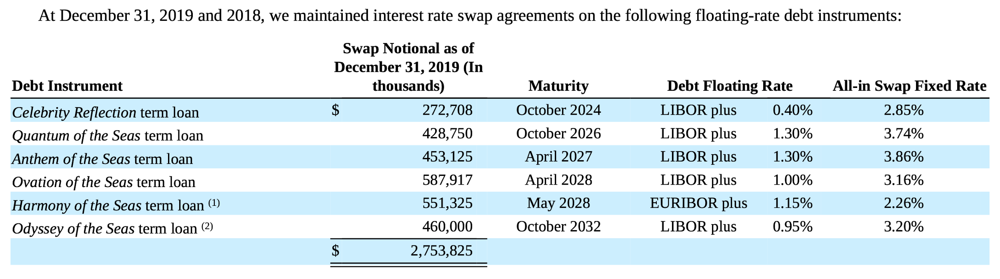 At December 31, 2019 and 2018, we maintained interest rate swap agreements on the following floating-rate debt instruments:
Swap Notional as of
December 31, 2019 (In
Debt Instrument thousands) Maturity Debt Floating Rate All-in Swap Fixed Rate
Celebrity Reflection term loan $ 272,708 October 2024 LIBOR plus 0.40% 2.85%
Quantum of the Seas term loan 428,750 October 2026 LIBOR plus 1.30% 3.74%
Anthem of the Seas term loan 453,125 April 2027 LIBOR plus 1.30% 3.86%
Ovation of the Seas term loan 587,917 April 2028 LIBOR plus 1.00% 3.16%
Harmony of the Seas term loan (1) 551,325 May 2028 EURIBOR plus 1.15% 2.26%
Odyssey of the Seas term loan (2) 460,000 October 2032 LIBOR plus 0.95% 3.20%
$ 2,753,825